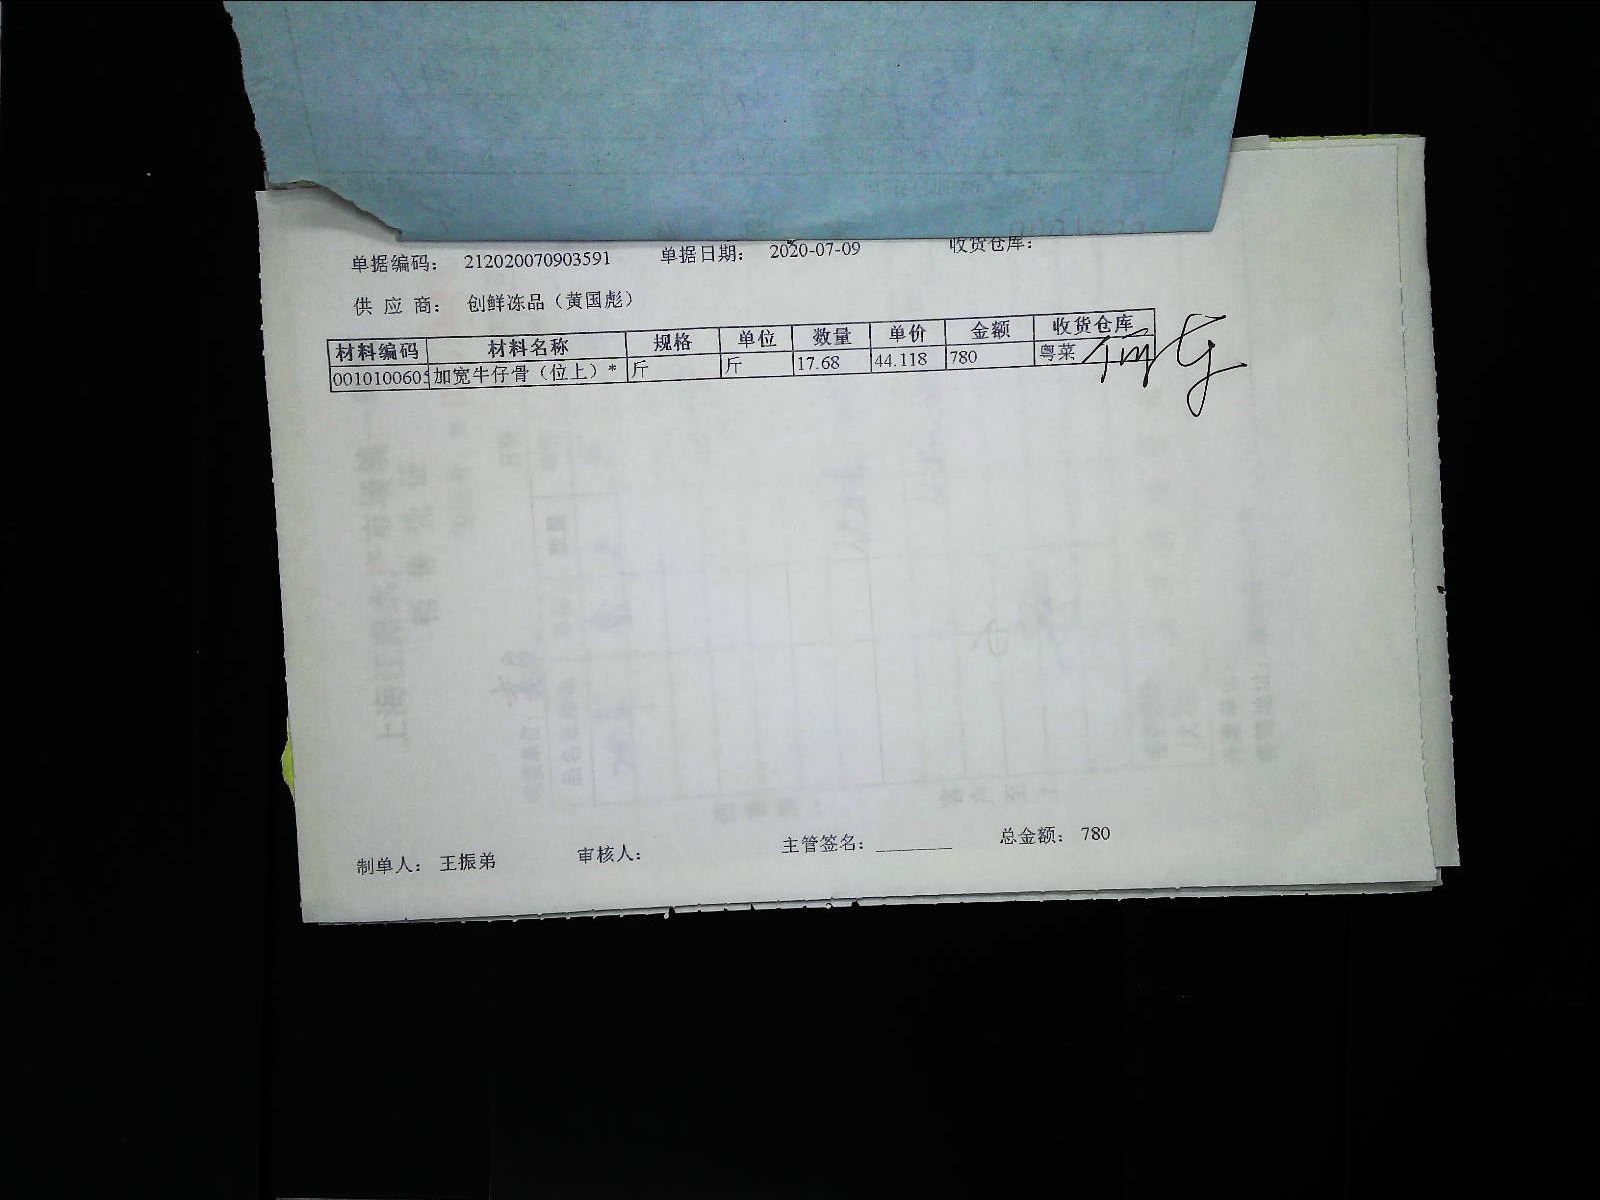 单据编码： 212020070903591 单据日期： 2020-07-09 收货仓库：
供 应 商： 创鲜冻品（黄国彪）
材料编码 材料名称 规格 单位 数量 单价 金额 收货仓库
0010100605 加宽牛仔骨（位上）* 斤 斤 17.68 44.118 780 粤菜
制单人： 王振弟 审核人： 主管签名：________ 总金额： 780